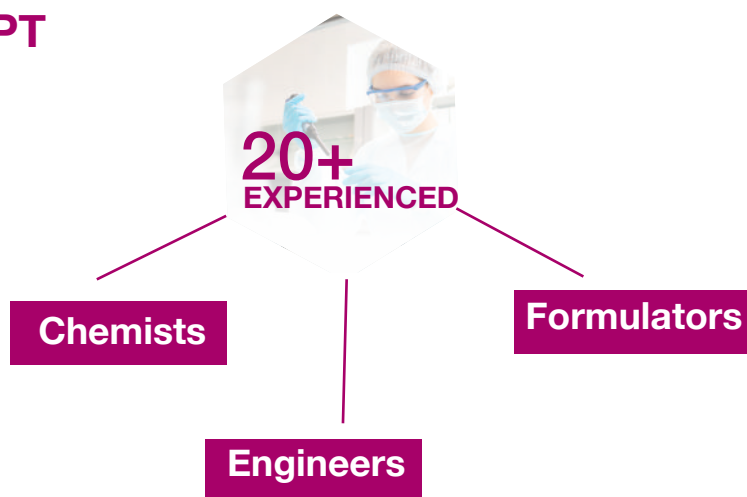 PT
20+
EXPERIENCED
Chemists
Formulators
Engineers